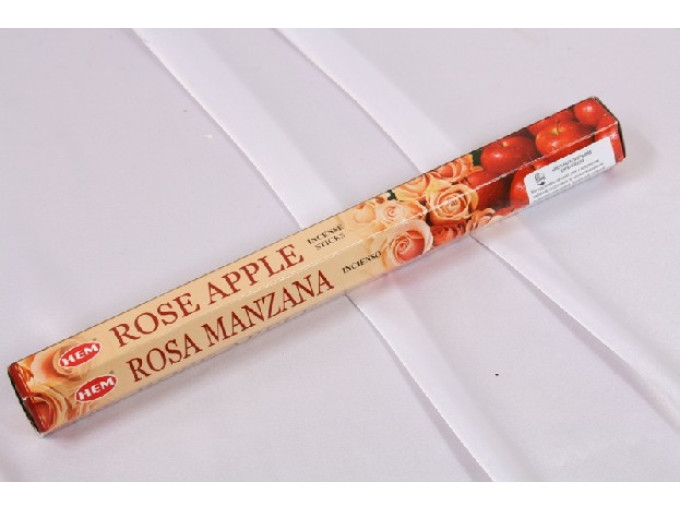 HEM
ROSE APPLE
INCENSE
STICKS
HEM
ROSA MANZANA
INCIENSO